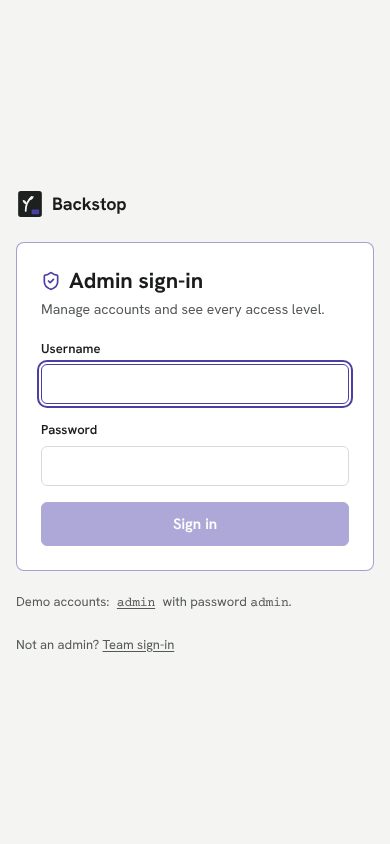 Backstop
Admin sign-in
Manage accounts and see every access level.
Username
Password
Sign in
Demo accounts: admin with password admin.
Not an admin? Team sign-in